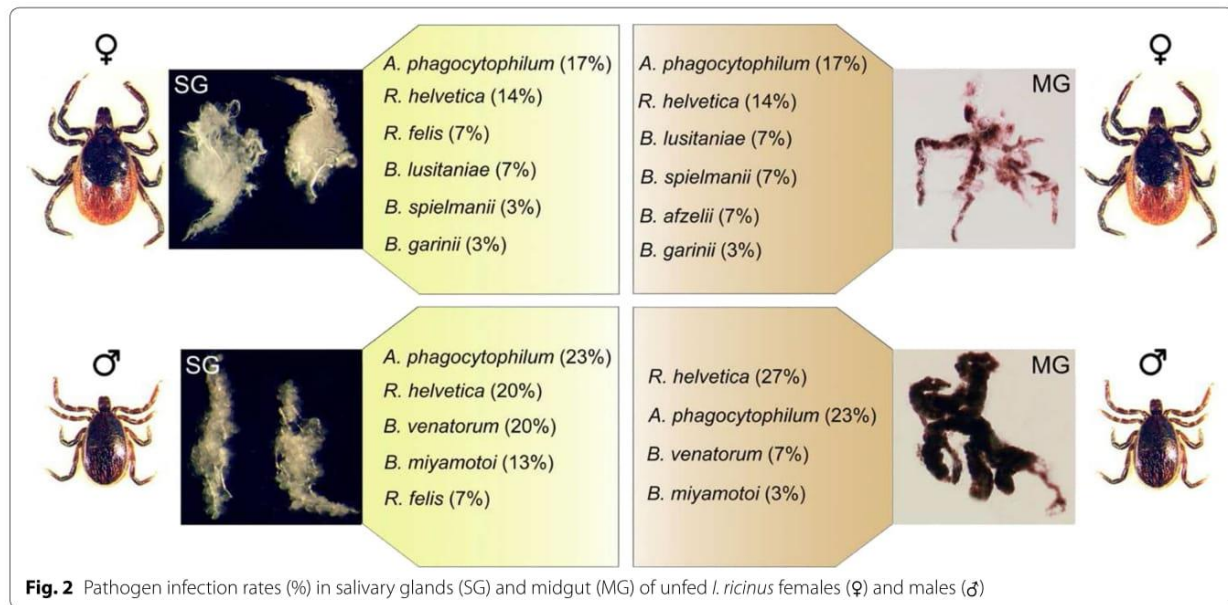 ♀
SG
A. phagocytophilum (17%)
R. helvetica (14%)
R. felis (7%)
B. lusitaniae (7%)
B. spielmanii (3%)
B. garinii (3%)
A. phagocytophilum (17%)
R. helvetica (14%)
B. lusitaniae (7%)
B. spielmanii (7%)
B. afzelii (7%)
B. garinii (3%)
MG
♀
♂
SG
A. phagocytophilum (23%)
R. helvetica (20%)
B. venatorum (20%)
B. miyamotoi (13%)
R. felis (7%)
R. helvetica (27%)
A. phagocytophilum (23%)
B. venatorum (7%)
B. miyamotoi (3%)
MG
♂
Fig. 2 Pathogen infection rates (%) in salivary glands (SG) and midgut (MG) of unfed I. ricinus females (♀) and males (♂)